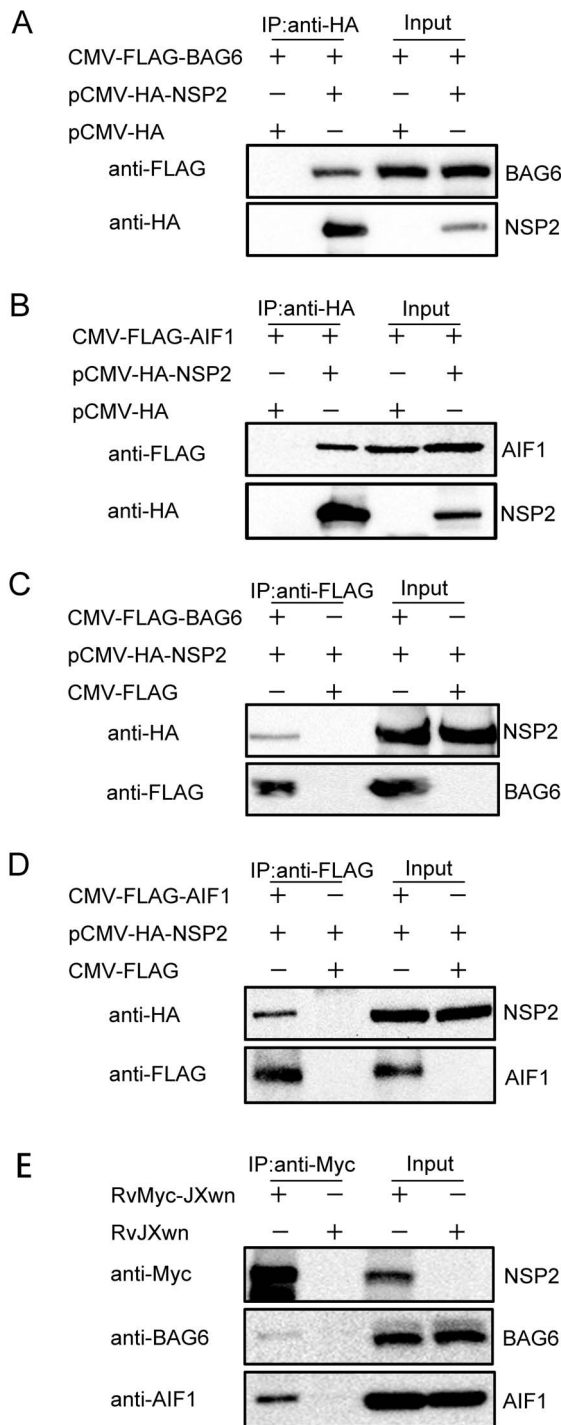 A
IP:anti-HA Input
CMV-FLAG-BAG6 + + + +
pCMV-HA-NSP2 − + − +
pCMV-HA + − + −
anti-FLAG BAG6
anti-HA NSP2
B
IP:anti-HA Input
CMV-FLAG-AIF1 + + + +
pCMV-HA-NSP2 − + − +
pCMV-HA + − + −
anti-FLAG AIF1
anti-HA NSP2
C
IP:anti-FLAG Input
CMV-FLAG-BAG6 + − + −
pCMV-HA-NSP2 + + + +
CMV-FLAG − + − +
anti-HA NSP2
anti-FLAG BAG6
D
IP:anti-FLAG Input
CMV-FLAG-AIF1 + − + −
pCMV-HA-NSP2 + + + +
CMV-FLAG − + − +
anti-HA NSP2
anti-FLAG AIF1
E
IP:anti-Myc Input
RvMyc-JXwn + − + −
RvJXwn − + − +
anti-Myc NSP2
anti-BAG6 BAG6
anti-AIF1 AIF1